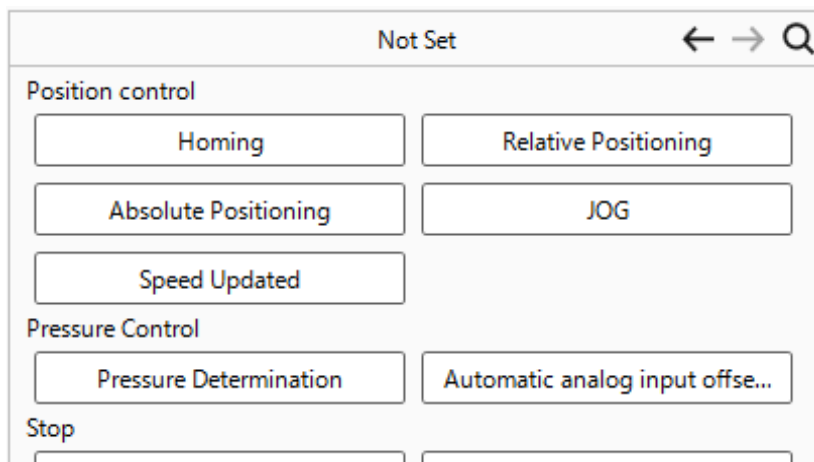 Not Set
Position control
Homing
Relative Positioning
Absolute Positioning
JOG
Speed Updated
Pressure Control
Pressure Determination
Automatic analog input offse...
Stop